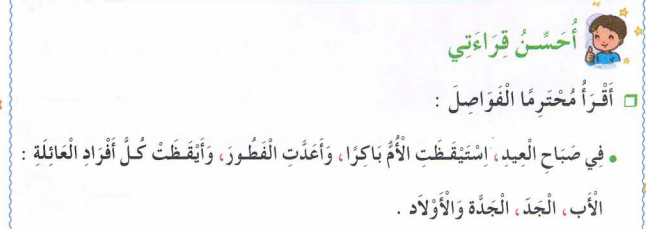 أُحَسِّنُ قِرَاءَتِي
أَقْرَأُ مُحْتَرِمًا الْفَوَاصِلَ :
• فِي صَبَاحِ الْعِيدِ، اِسْتَيْقَظَتِ الْأُمُّ بَاكِرًا، وَأَعَدَّتِ الْفَطُورَ، وَأَيْقَظَتْ كُلَّ أَفْرَادِ الْعَائِلَة :
الْأَب، الْجَدّ، الْجَدَّة وَالْأَوْلَاد .